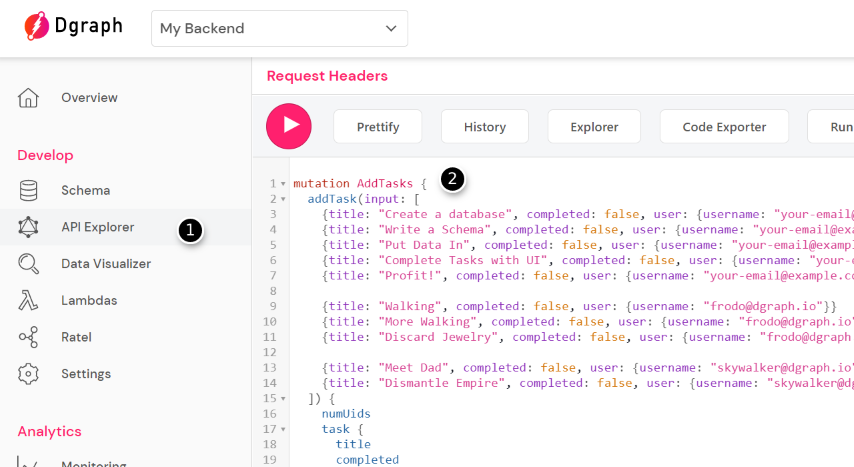 Dgraph
My Backend
Overview
Develop
Schema
API Explorer
1
Data Visualizer
Lambdas
Ratel
Settings
Analytics
Monitoring
Request Headers
Prettify
History
Explorer
Code Exporter
Run
2
1 mutation AddTasks {
2 addTask(input: [
3 {title: "Create a database", completed: false, user: {username: "your-email@
4 {title: "Write a Schema", completed: false, user: {username: "your-email@exa
5 {title: "Put Data In", completed: false, user: {username: "your-email@exampl
6 {title: "Complete Tasks with UI", completed: false, user: {username: "your-e
7 {title: "Profit!", completed: false, user: {username: "your-email@example.co
8
9 {title: "Walking", completed: false, user: {username: "frodo@dgraph.io"}}
10 {title: "More Walking", completed: false, user: {username: "frodo@dgraph.io"
11 {title: "Discard Jewelry", completed: false, user: {username: "frodo@dgraph
12
13 {title: "Meet Dad", completed: false, user: {username: "skywalker@dgraph.io"
14 {title: "Dismantle Empire", completed: false, user: {username: "skywalker@dg
15 ]) {
16 numUids
17 task {
18 title
19 completed